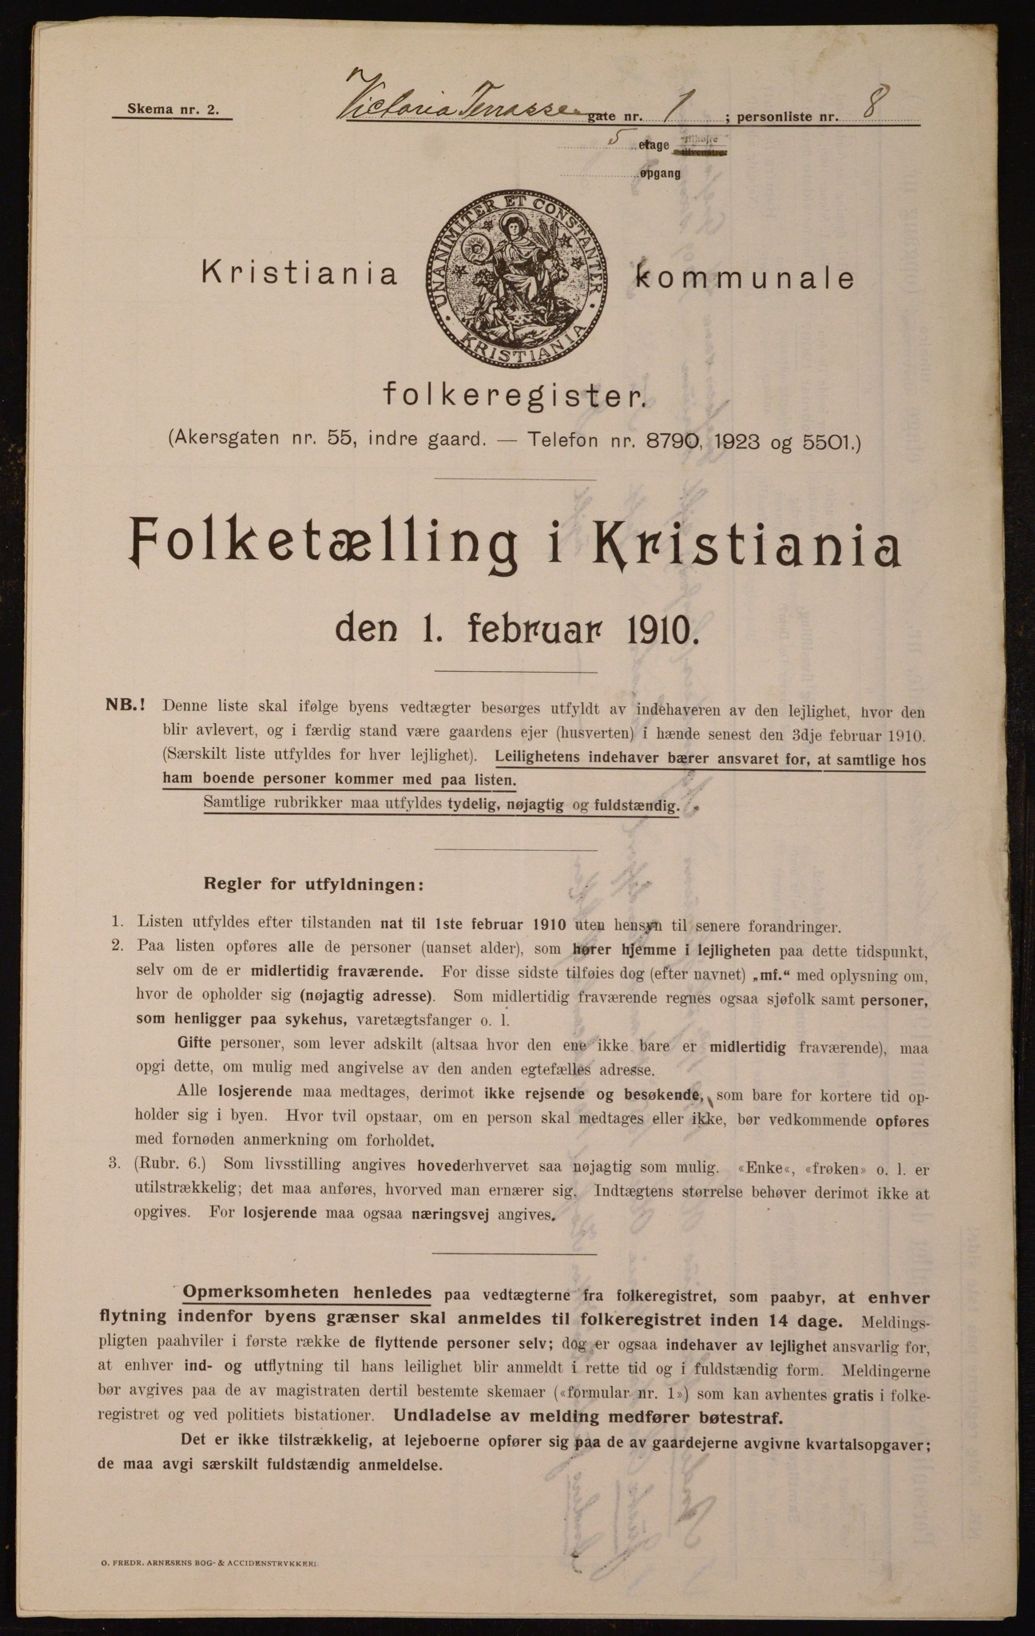 Skema nr. 2.
Victoria Terrasse gate nr. 1 ; personliste nr. 8
5 etage
opgang
UNANIMITER ET CONSTANTER
KRISTIANIA
Kristiania kommunale
folkeregister.
(Akersgaten nr. 55, indre gaard. — Telefon nr. 8790, 1923 og 5501.)
Folketælling i Kristiania
den 1. februar 1910.
NB.! Denne liste skal ifølge byens vedtægter besørges utfyldt av indehaveren av den lejlighet, hvor den
blir avlevert, og i færdig stand være gaardens ejer (husverten) i hænde senest den 3dje februar 1910.
(Særskilt liste utfyldes for hver lejlighet). Leilighetens indehaver bærer ansvaret for, at samtlige hos
ham boende personer kommer med paa listen.
Samtlige rubrikker maa utfyldes tydelig, nøjagtig og fuldstændig.
Regler for utfyldningen:
1. Listen utfyldes efter tilstanden nat til 1ste februar 1910 uten hensyn til senere forandringer.
2. Paa listen opføres alle de personer (uanset alder), som hører hjemme i lejligheten paa dette tidspunkt,
selv om de er midlertidig fraværende. For disse sidste tilføies dog (efter navnet) „mf.“ med oplysning om,
hvor de opholder sig (nøjagtig adresse). Som midlertidig fraværende regnes ogsaa sjøfolk samt personer,
som henligger paa sykehus, varetægtsfanger o. l.
Gifte personer, som lever adskilt (altsaa hvor den ene ikke bare er midlertidig fraværende), maa
opgi dette, om mulig med angivelse av den anden egtefælles adresse.
Alle losjerende maa medtages, derimot ikke rejsende og besøkende, som bare for kortere tid op-
holder sig i byen. Hvor tvil opstaar, om en person skal medtages eller ikke, bør vedkommende opføres
med fornøden anmerkning om forholdet.
3. (Rubr. 6.) Som livsstilling angives hovederhvervet saa nøjagtig som mulig. «Enke«, «frøken» o. l. er
utilstrækkelig; det maa anføres, hvorved man ernærer sig. Indtægtens størrelse behøver derimot ikke at
opgives. For losjerende maa ogsaa næringsvej angives.
Opmerksomheten henledes paa vedtægterne fra folkeregistret, som paabyr, at enhver
flytning indenfor byens grænser skal anmeldes til folkeregistret inden 14 dage. Meldings-
pligten paahviler i første række de flyttende personer selv; dog er ogsaa indehaver av lejlighet ansvarlig for,
at enhver ind- og utflytning til hans leilighet blir anmeldt i rette tid og i fuldstændig form. Meldingerne
bør avgives paa de av magistraten dertil bestemte skemaer («formular nr. 1») som kan avhentes gratis i folke-
registret og ved politiets bistationer. Undladelse av melding medfører bøtestraf.
Det er ikke tilstrækkelig, at lejeboerne opfører sig paa de av gaardejerne avgivne kvartalsopgaver;
de maa avgi særskilt fuldstændig anmeldelse.
O. FREDR. ARNESENS BOG- & ACCIDENSTRYKKERI.